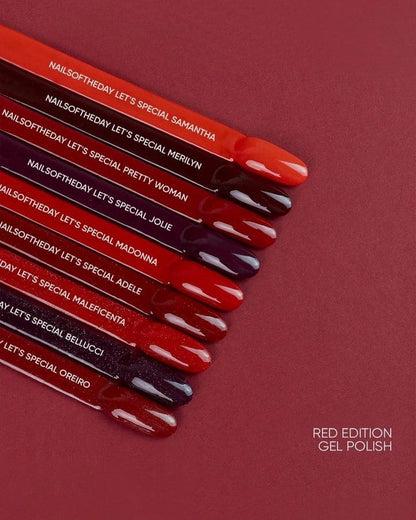 NAILSOFTHEDAY LET'S SPECIAL SAMANTHA
NAILSOFTHEDAY LET'S SPECIAL MERILYN
NAILSOFTHEDAY LET'S SPECIAL PRETTY WOMAN
NAILSOFTHEDAY LET'S SPECIAL JOLIE
NAILSOFTHEDAY LET'S SPECIAL MADONNA
NAILSOFTHEDAY LET'S SPECIAL ADELE
LET'S SPECIAL MALEFICENTA
LET'S SPECIAL BELLUCCI
LET'S SPECIAL OREIRO
RED EDITION
GEL POLISH